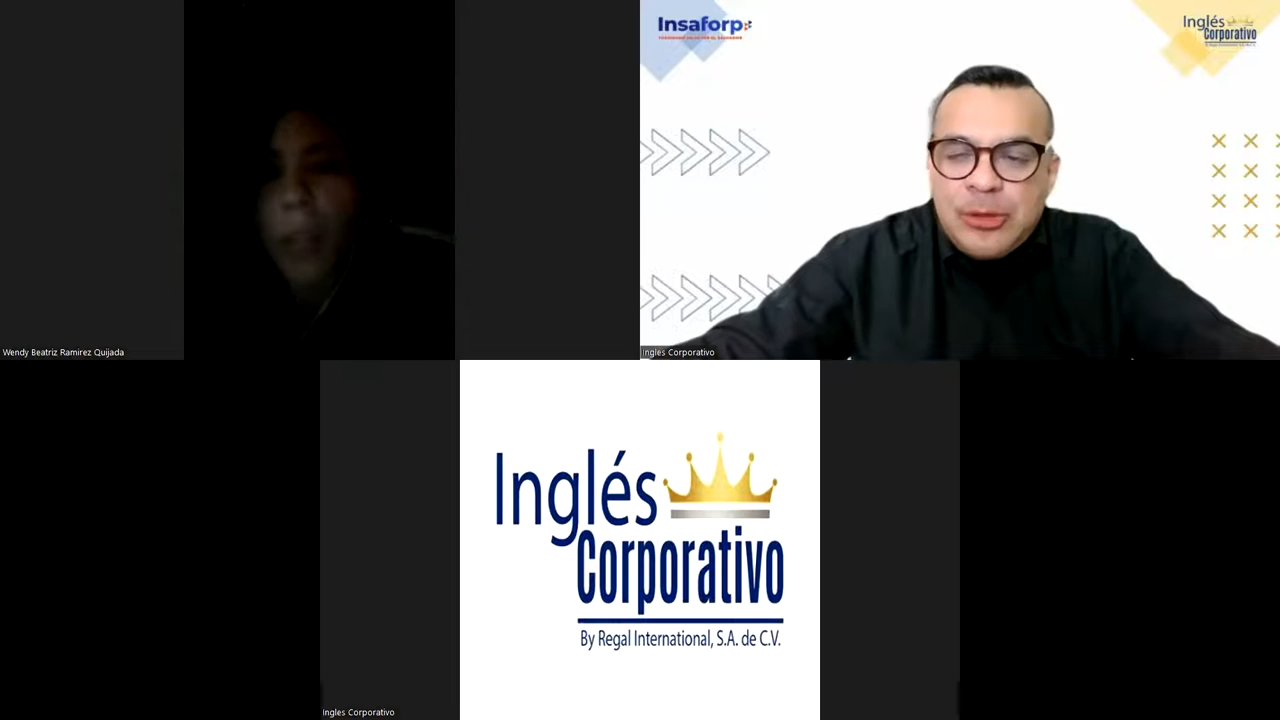 Insaforp
Inglés
Corporativo
Wendy Beatriz Ramirez Quijada
Ingles Corporativo
Inglés
Corporativo
By Regal International, S.A. de C.V.
Ingles Corporativo